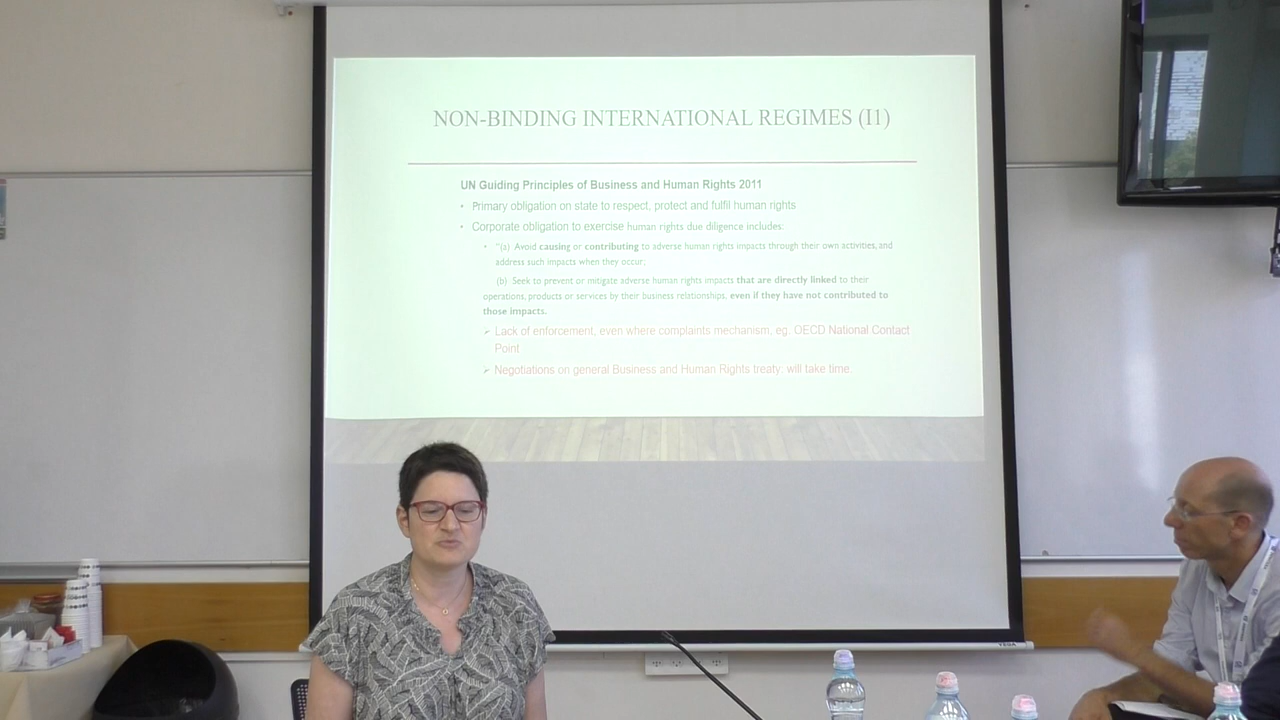 NON-BINDING INTERNATIONAL REGIMES (I1)
UN Guiding Principles of Business and Human Rights 2011
• Primary obligation on state to respect, protect and fulfil human rights
• Corporate obligation to exercise human rights due diligence includes:
• "(a) Avoid causing or contributing to adverse human rights impacts through their own activities, and
address such impacts when they occur;
(b) Seek to prevent or mitigate adverse human rights impacts that are directly linked to their
operations, products or services by their business relationships, even if they have not contributed to
those impacts.
➢ Lack of enforcement, even where complaints mechanism, eg. OECD National Contact
Point
➢ Negotiations on general Business and Human Rights treaty: will take time.